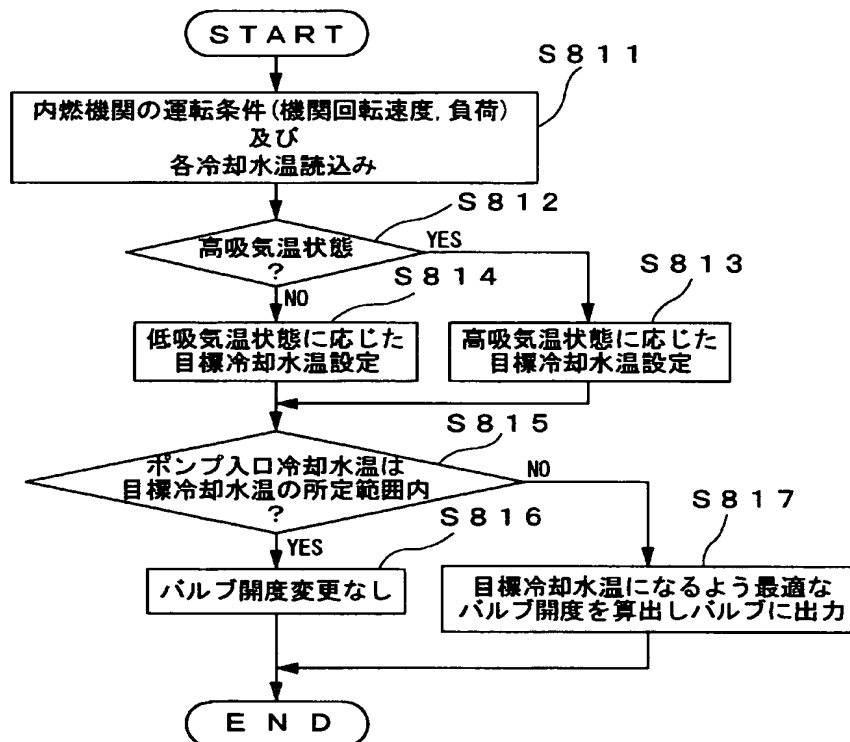 START
S811
内燃機関の運転条件(機関回転速度,負荷)
及び
各冷却水温読込み
S812
高吸気温状態
?
YES
NO
S814
S813
低吸気温状態に応じた
目標冷却水温設定
高吸気温状態に応じた
目標冷却水温設定
S815
ポンプ入口冷却水温は
目標冷却水温の所定範囲内
?
NO
YES
S816
S817
バルブ開度変更なし
目標冷却水温になるよう最適な
バルブ開度を算出しバルブに出力
END